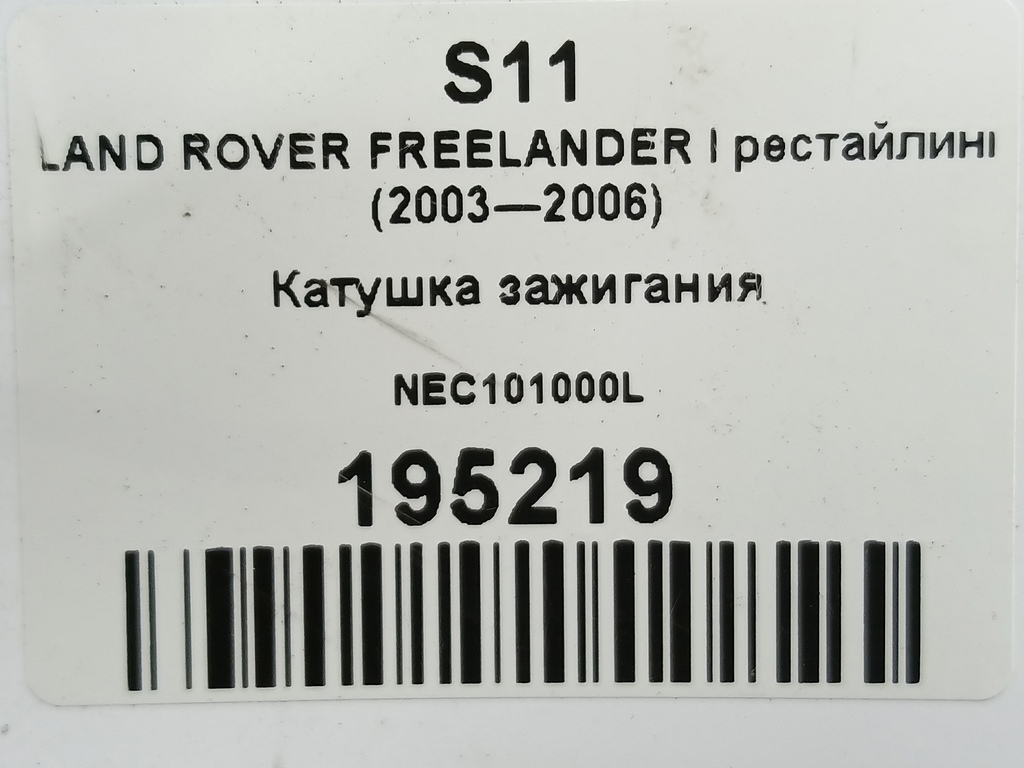 S11
LAND ROVER FREELANDER I рестайлинг
(2003—2006)
Катушка зажигания
NEC101000L
195219